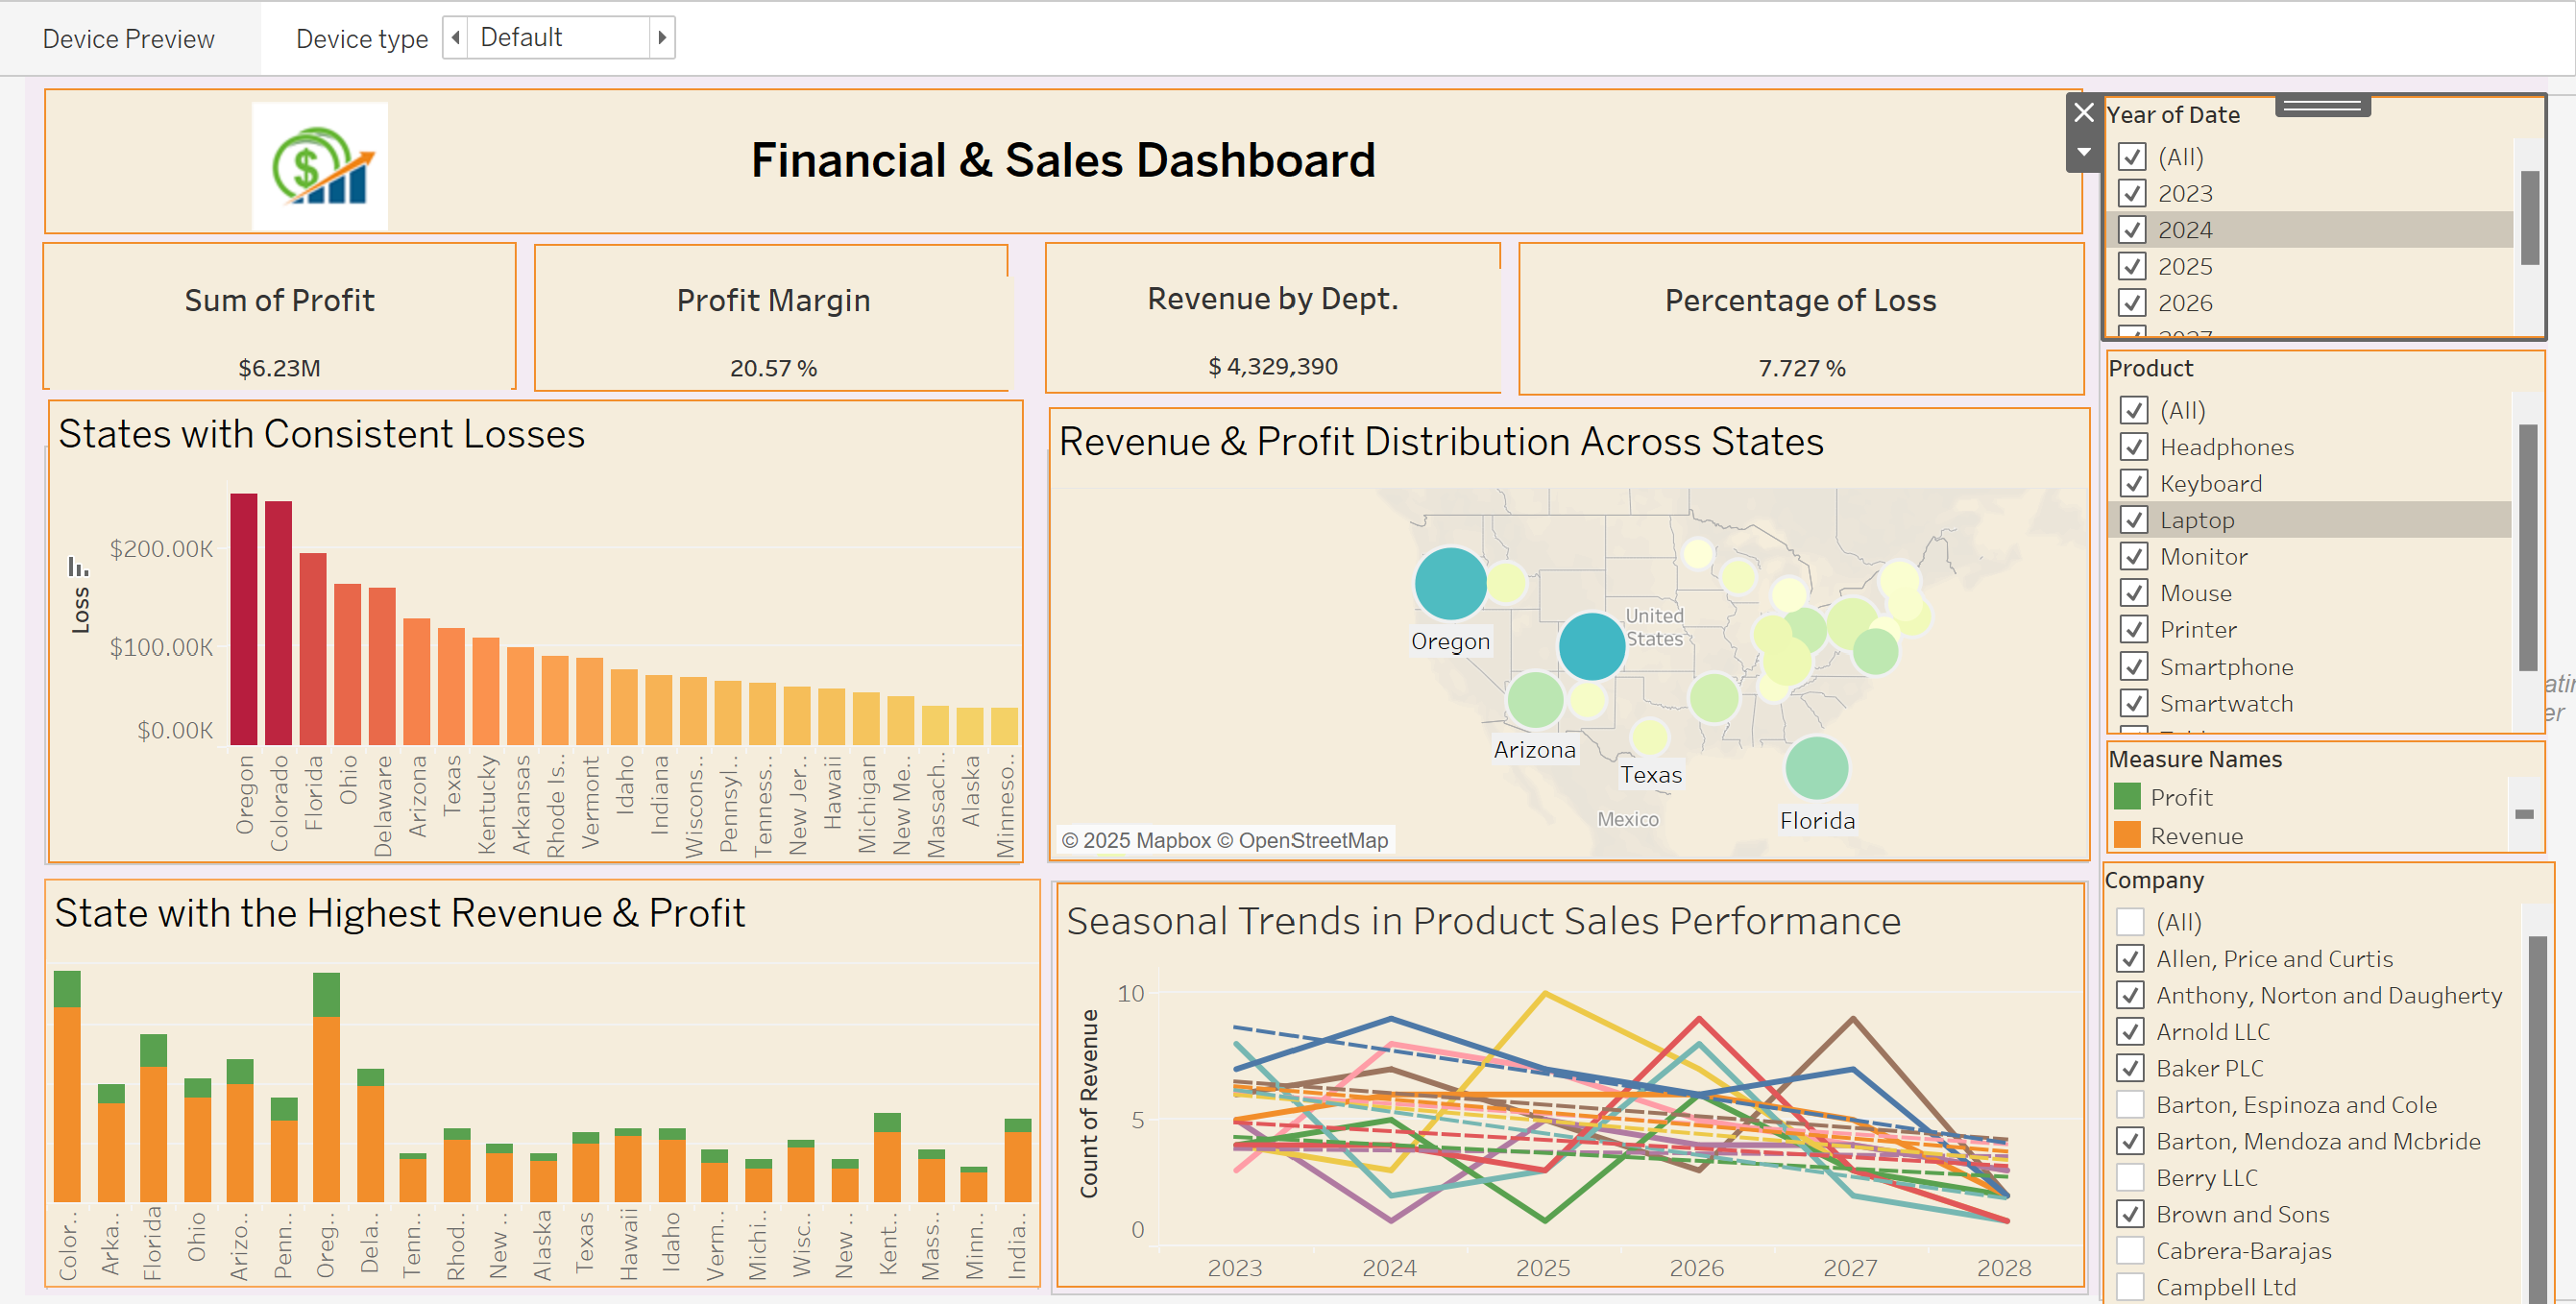 Device Preview
Device type
Default
Financial & Sales Dashboard
Sum of Profit
$6.23M
Profit Margin
20.57 %
Revenue by Dept.
$ 4,329,390
Percentage of Loss
7.727 %
States with Consistent Losses
Loss
$200.00K
$100.00K
$0.00K
Oregon
Colorado
Florida
Ohio
Delaware
Arizona
Texas
Kentucky
Arkansas
Rhode Is..
Vermont
Idaho
Indiana
Wiscons..
Pennsyl..
Tenness..
New Jer..
Hawaii
Michigan
New Me..
Massach..
Alaska
Minneso..
Revenue & Profit Distribution Across States
United
States
Oregon
Arizona
Texas
Mexico
Florida
© 2025 Mapbox © OpenStreetMap
State with the Highest Revenue & Profit
Color..
Arka..
Florida
Ohio
Arizo..
Penn..
Oreg..
Dela..
Tenn..
Rhod..
New ..
Alaska
Texas
Hawaii
Idaho
Verm..
Michi..
Wisc..
New ..
Kent..
Mass..
Minn..
India..
Seasonal Trends in Product Sales Performance
Count of Revenue
10
5
0
2023
2024
2025
2026
2027
2028
Year of Date
(All)
2023
2024
2025
2026
2027
Product
(All)
Headphones
Keyboard
Laptop
Monitor
Mouse
Printer
Smartphone
Smartwatch
Measure Names
Profit
Revenue
Company
(All)
Allen, Price and Curtis
Anthony, Norton and Daugherty
Arnold LLC
Baker PLC
Barton, Espinoza and Cole
Barton, Mendoza and Mcbride
Berry LLC
Brown and Sons
Cabrera-Barajas
Campbell Ltd